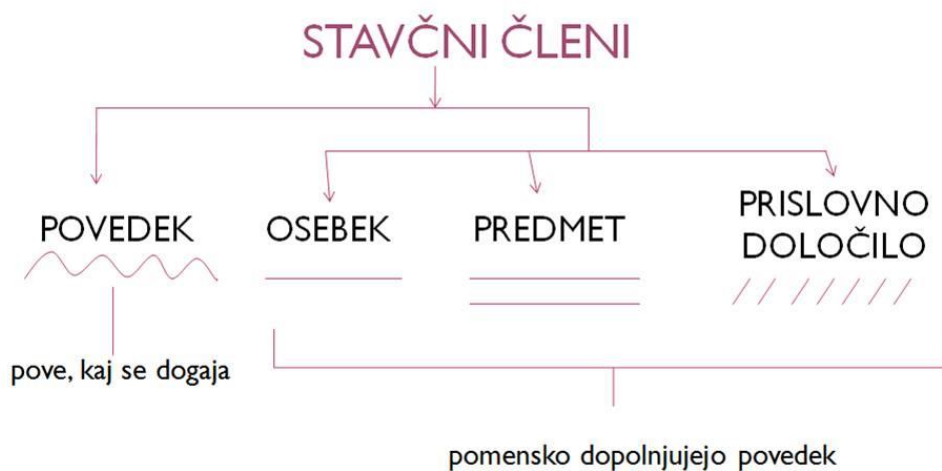 STAVČNI ČLENI
POVEDEK
OSEBEK
PREDMET
PRISLOVNO
DOLOČILO
pove, kaj se dogaja
pomensko dopolnjujejo povedek